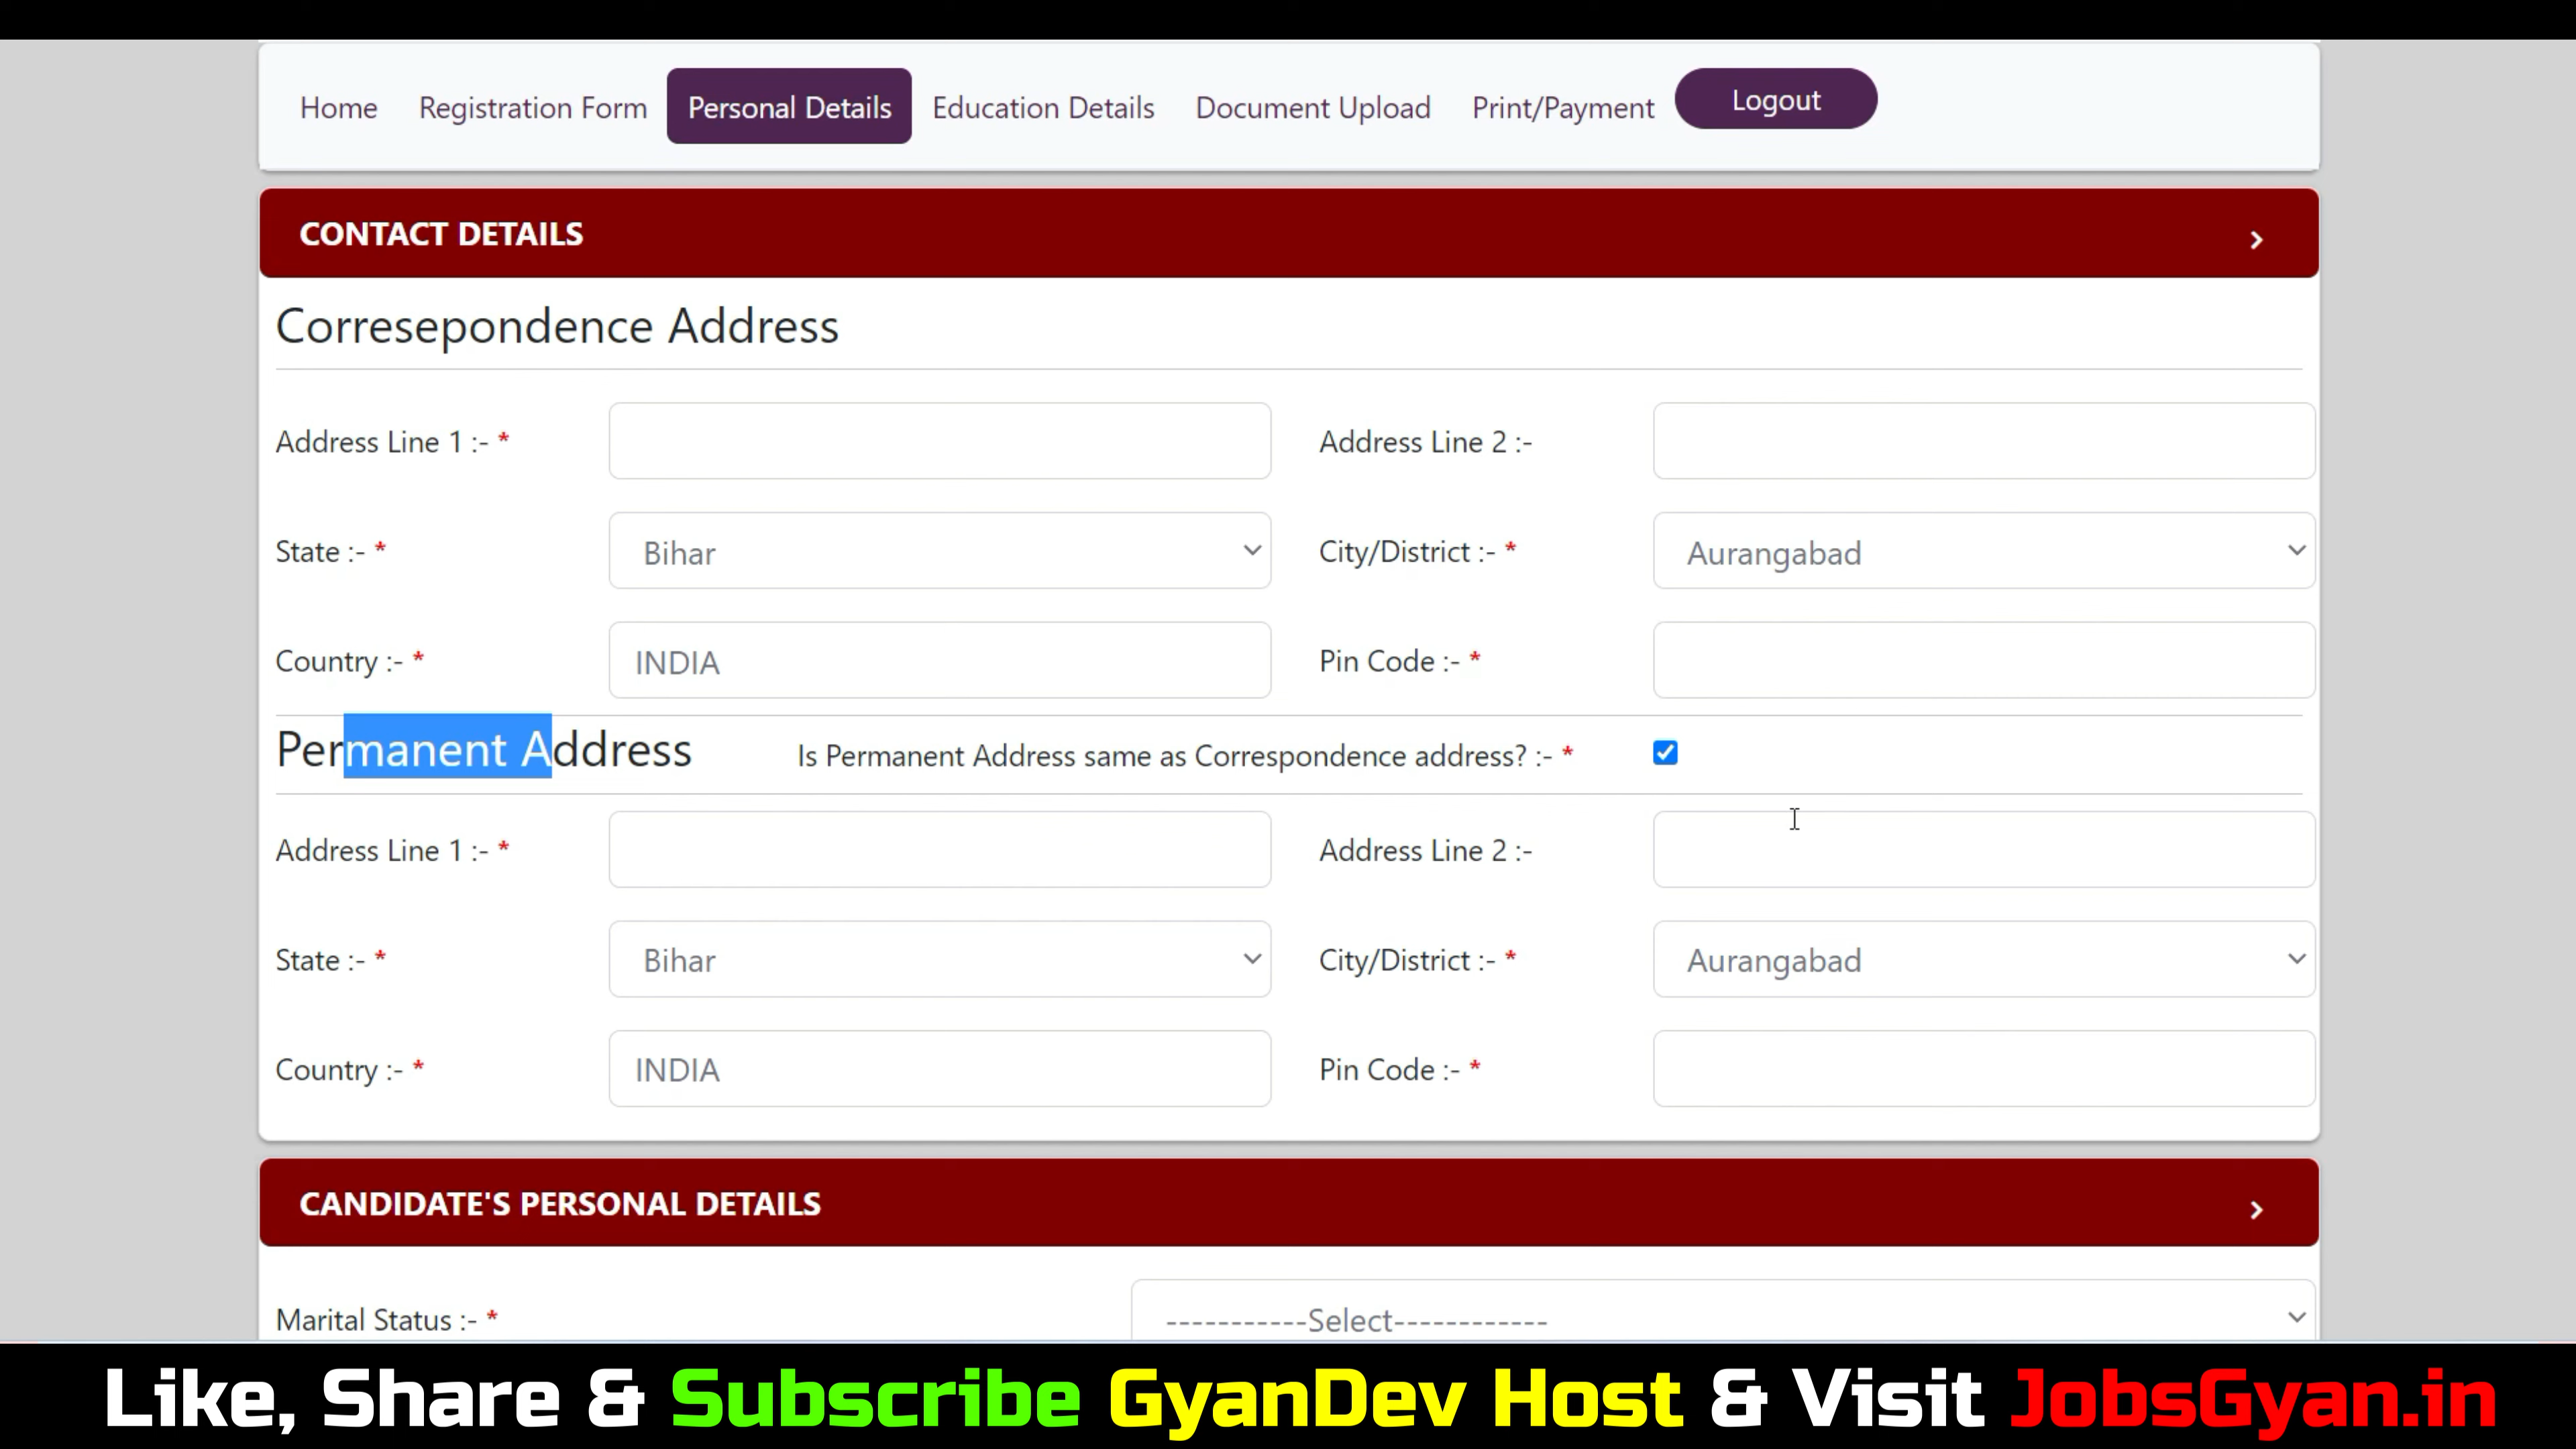 Home Registration Form Personal Details Education Details Document Upload Print/Payment Logout
CONTACT DETAILS
Corresepondence Address
Address Line 1 :- * Address Line 2 :-
State :- * Bihar City/District :- * Aurangabad
Country :- * INDIA Pin Code :- *
Permanent Address Is Permanent Address same as Correspondence address? :- *
Address Line 1 :- * Address Line 2 :-
State :- * Bihar City/District :- * Aurangabad
Country :- * INDIA Pin Code :- *
CANDIDATE'S PERSONAL DETAILS
Marital Status :- * -----------Select------------
Like, Share & Subscribe GyanDev Host & Visit JobsGyan.in